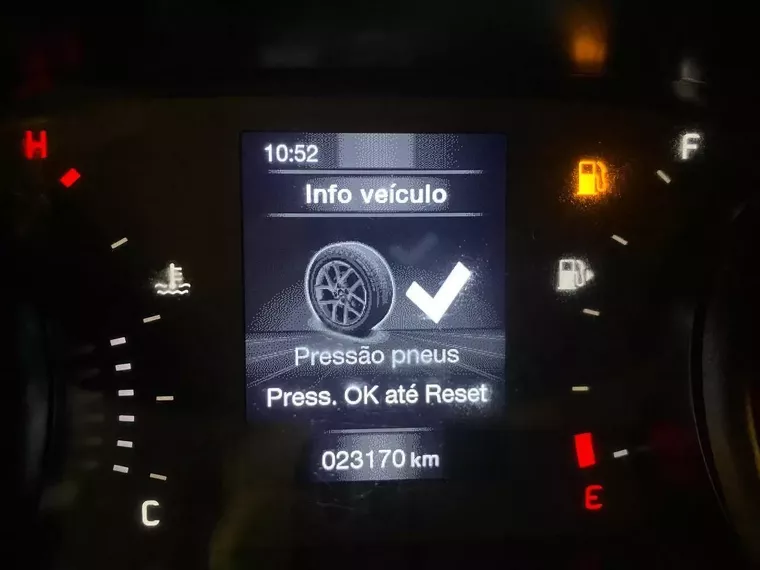 10:52
H
F
Info veículo
Pressão pneus
Press. OK até Reset
023170 km
C
E